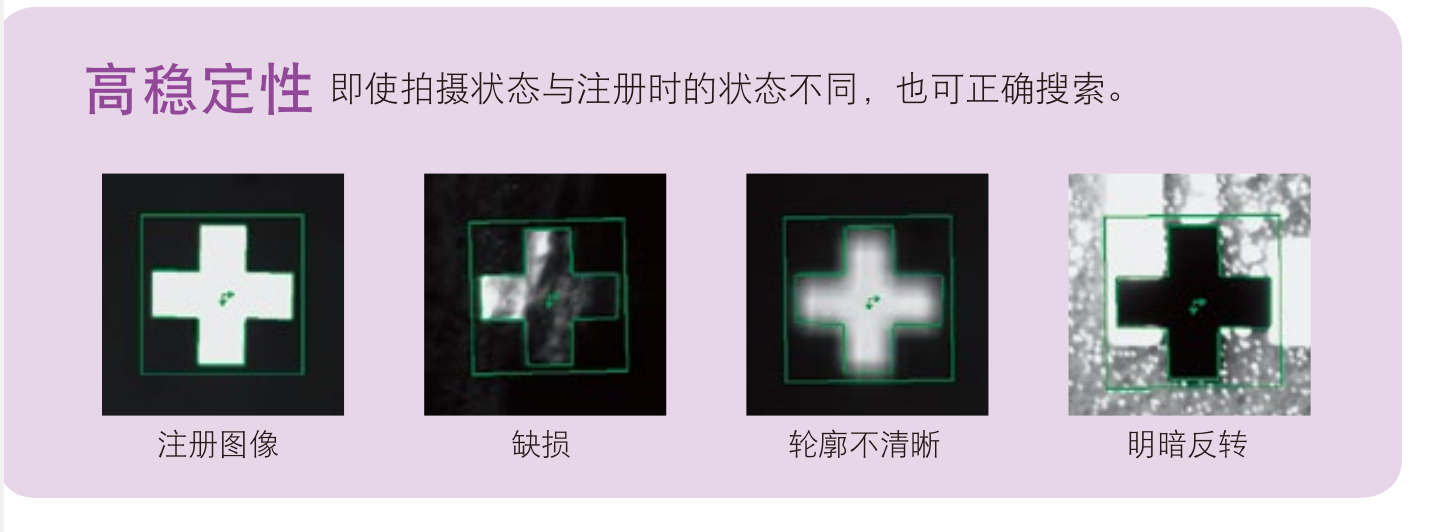 高稳定性 即使拍摄状态与注册时的状态不同，也可正确搜索。
注册图像
缺损
轮廓不清晰
明暗反转